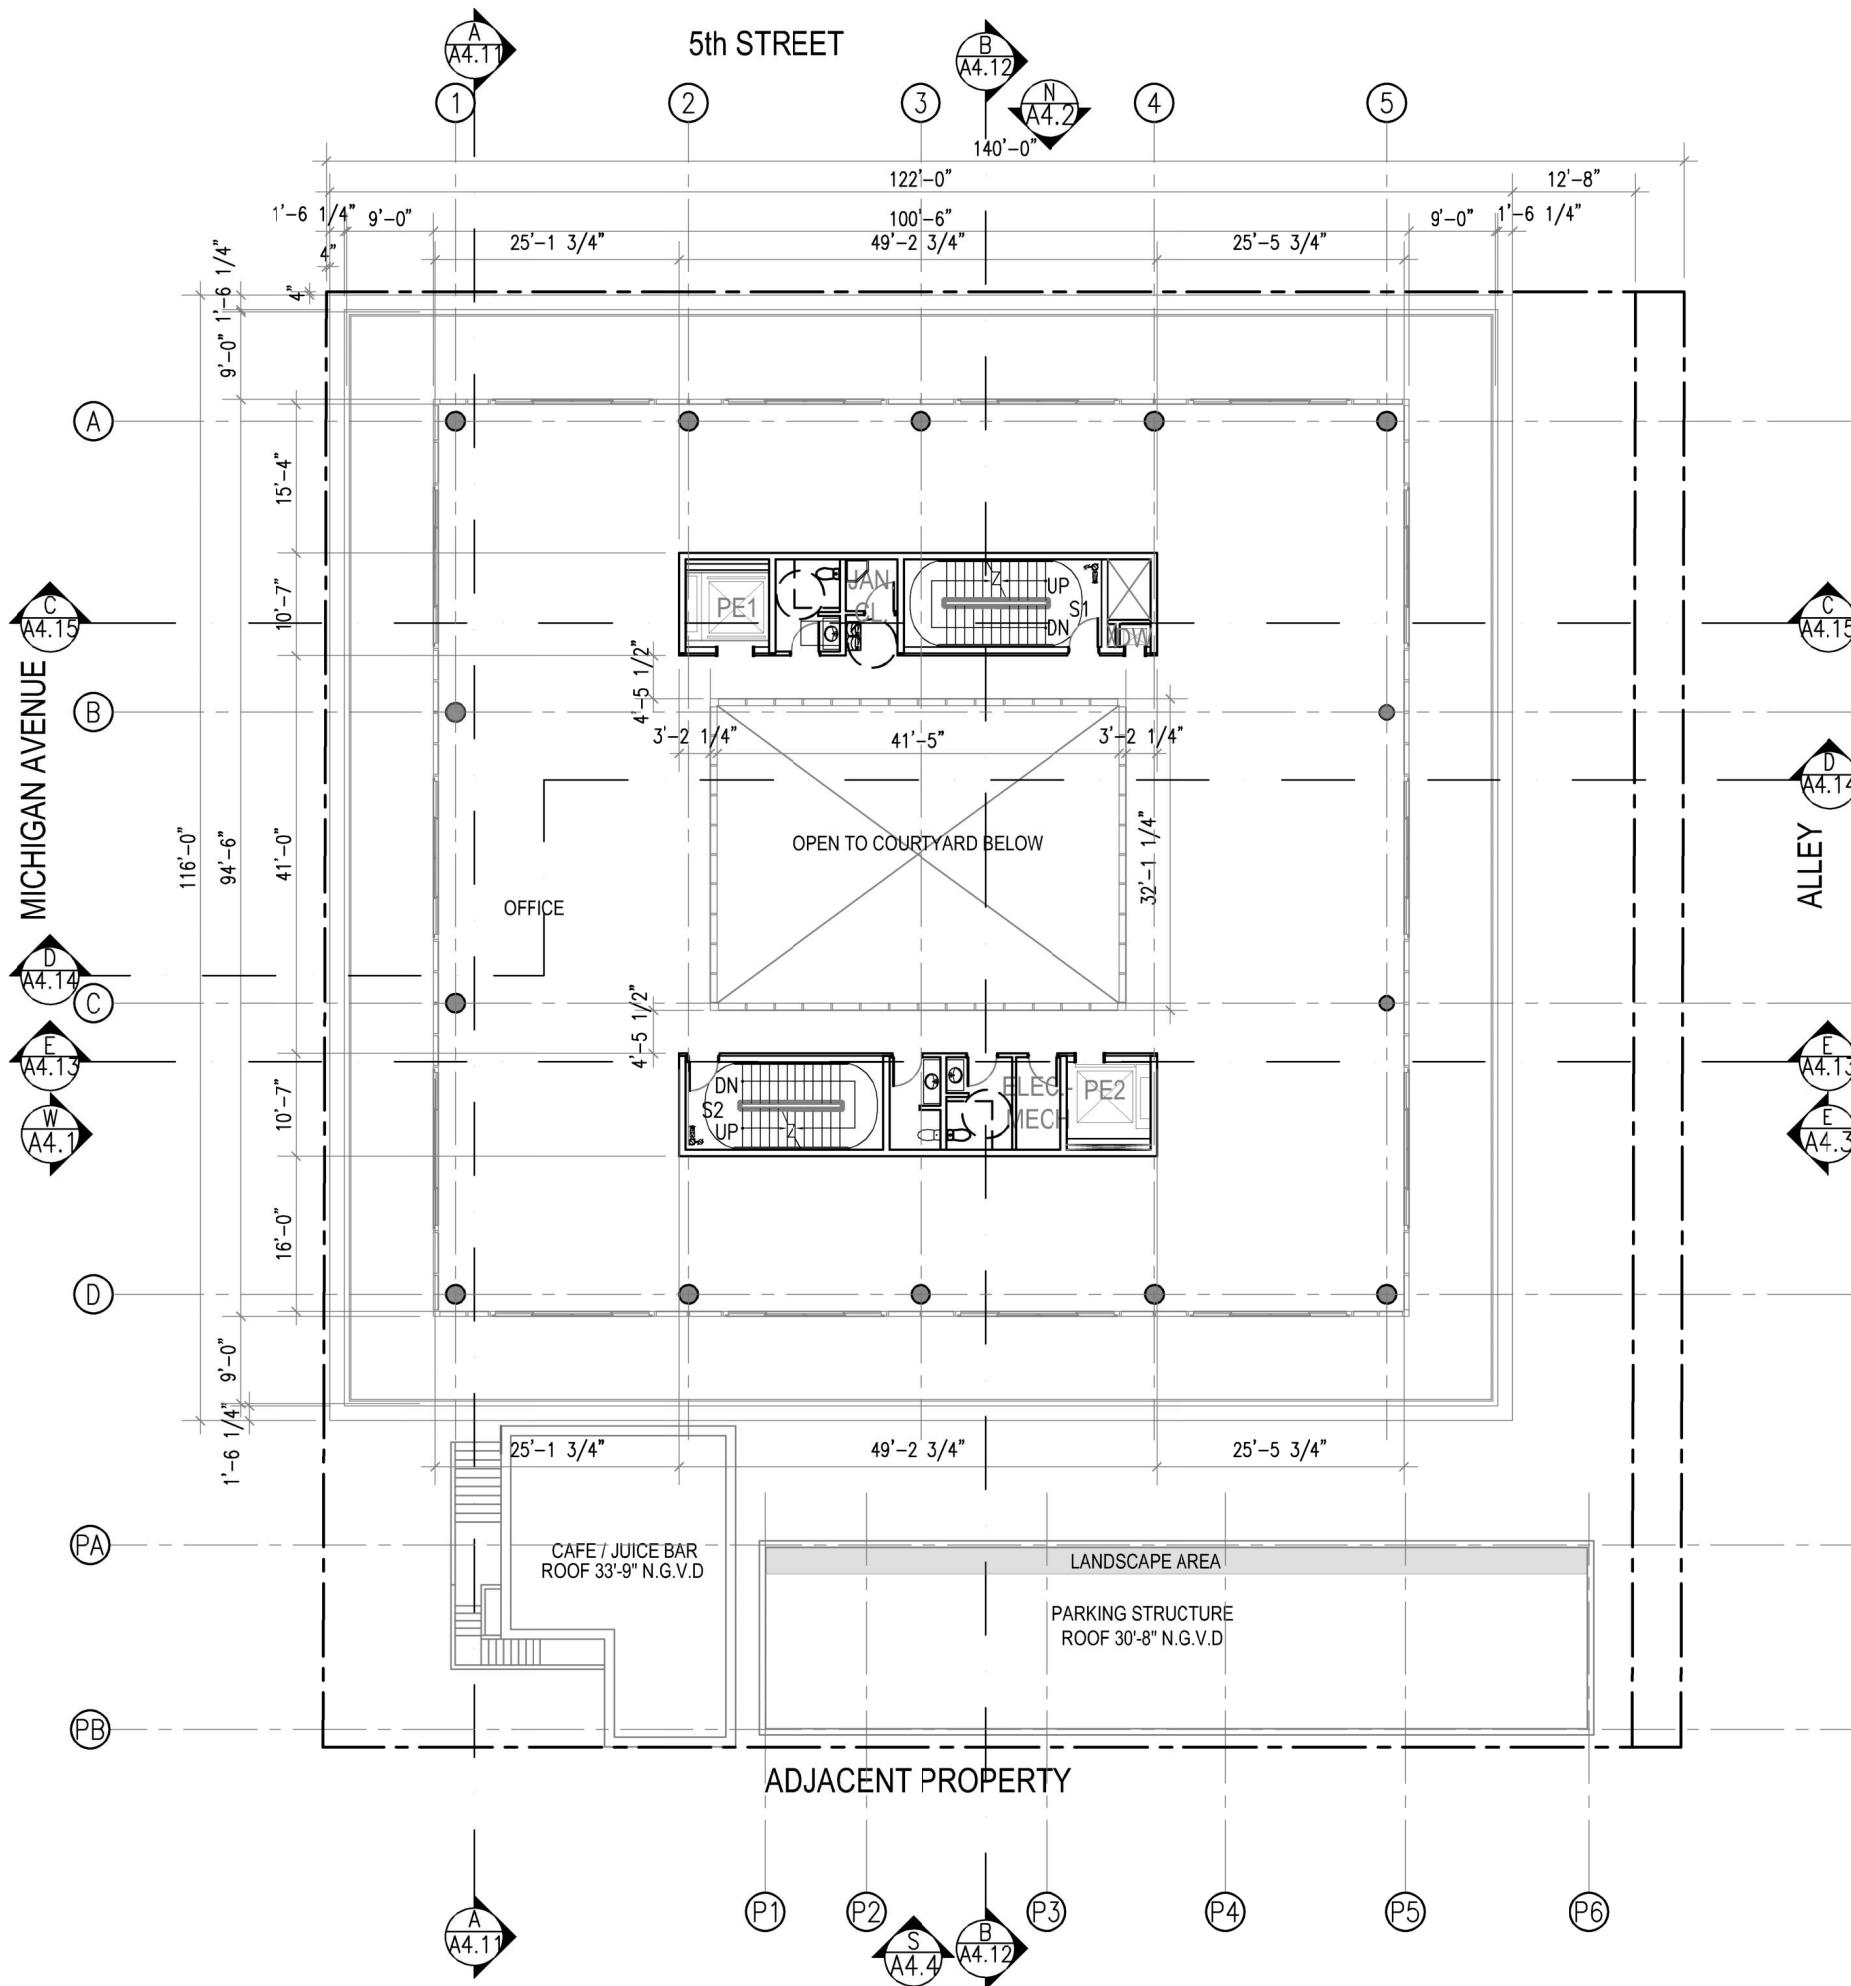 A
A4.11
5th STREET
B
A4.12
N
A4.2
1
2
3
4
5
140'-0"
122'-0"
12'-8"
1'-6 1/4"
9'-0"
100'-6"
9'-0"
1'-6 1/4"
4"
25'-1 3/4"
49'-2 3/4"
25'-5 3/4"
1'-6 1/4"
4"
9'-0"
A
15'-4"
10'-7"
PE1
JAN
CL.
UP
S1
DN
C
A4.15
C
A4.15
4'-5 1/2"
B
3'-2 1/4"
41'-5"
3'-2 1/4"
MICHIGAN AVENUE
D
A4.14
116'-0"
94'-6"
41'-0"
OPEN TO COURTYARD BELOW
32'-1 1/4"
ALLEY
OFFICE
D
A4.14
C
4'-5 1/2"
E
A4.13
E
A4.13
DN
S2
UP
ELEC.-
MECH
PE2
10'-7"
W
A4.1
E
A4.3
16'-0"
D
9'-0"
1'-6 1/4"
25'-1 3/4"
49'-2 3/4"
25'-5 3/4"
PA
CAFE / JUICE BAR
ROOF 33'-9" N.G.V.D
LANDSCAPE AREA
PARKING STRUCTURE
ROOF 30'-8" N.G.V.D
PB
ADJACENT PROPERTY
P1
P2
P3
P4
P5
P6
A
A4.11
S
A4.4
B
A4.12